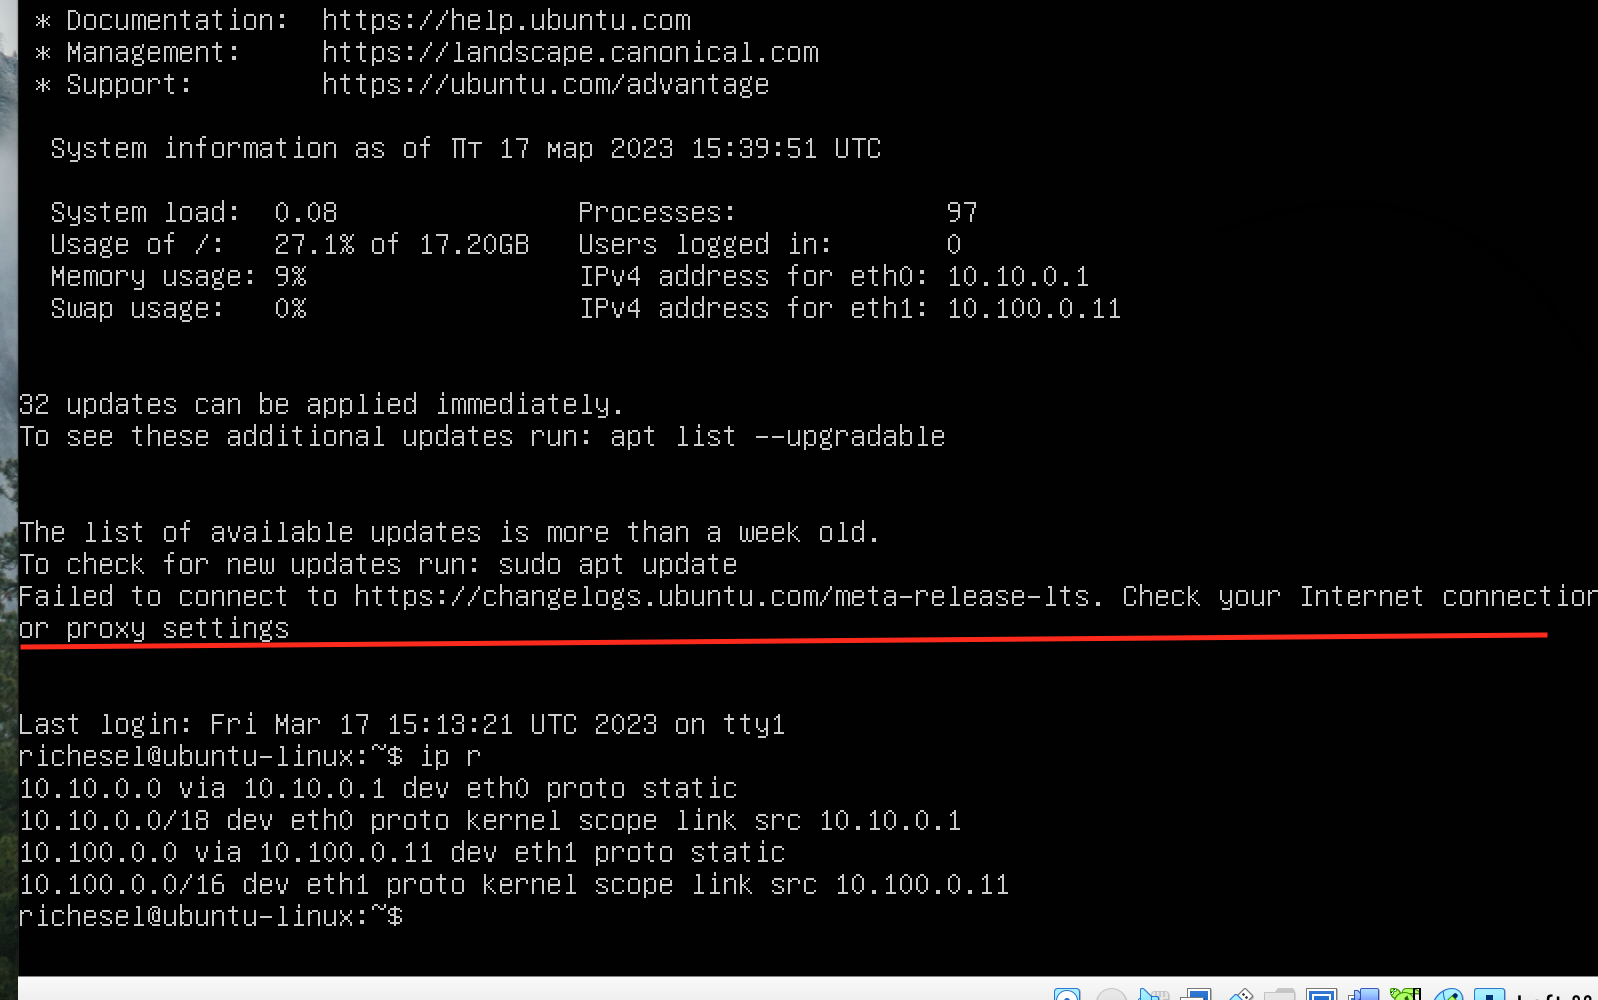 * Documentation:  https://help.ubuntu.com
* Management:     https://landscape.canonical.com
* Support:        https://ubuntu.com/advantage
System information as of Пт 17 мар 2023 15:39:51 UTC
System load:  0.08               Processes:             97
Usage of /:   27.1% of 17.20GB   Users logged in:       0
Memory usage: 9%                 IPv4 address for eth0: 10.10.0.1
Swap usage:   0%                 IPv4 address for eth1: 10.100.0.11
32 updates can be applied immediately.
To see these additional updates run: apt list --upgradable
The list of available updates is more than a week old.
To check for new updates run: sudo apt update
Failed to connect to https://changelogs.ubuntu.com/meta-release-lts. Check your Internet connection
or proxy settings
Last login: Fri Mar 17 15:13:21 UTC 2023 on tty1
richesel@ubuntu-linux:~$ ip r
10.10.0.0 via 10.10.0.1 dev eth0 proto static
10.10.0.0/18 dev eth0 proto kernel scope link src 10.10.0.1
10.100.0.0 via 10.100.0.11 dev eth1 proto static
10.100.0.0/16 dev eth1 proto kernel scope link src 10.100.0.11
richesel@ubuntu-linux:~$